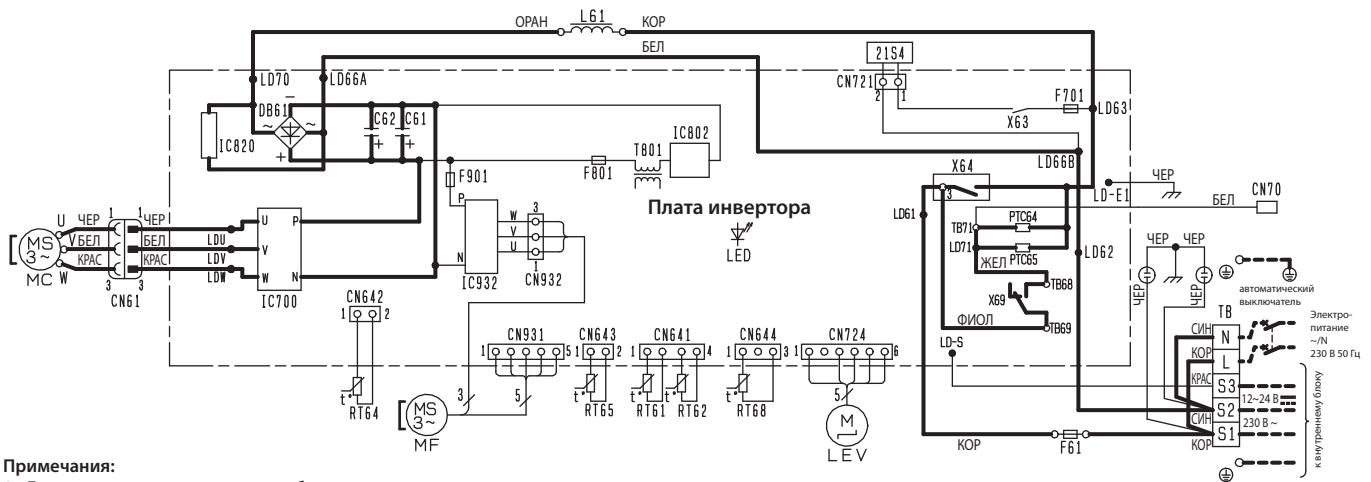 ОРАН
L61
КОР
БЕЛ
21S4
CN721
2
1
F701
X63
LD63
LD70
LD66A
DB61
−
~
~
+
IC820
C62
C61
+
+
F901
F801
T801
IC802
Плата инвертора
LED
X64
3
LD66B
LD-E1
ЧЕР
БЕЛ
CN70
LD61
TB71
PTC64
LD71
PTC65
LD62
ЖЕЛ
TB68
X69
ФИОЛ
TB69
ЧЕР
ЧЕР
ЧЕР
ЧЕР
автоматический
выключатель
TB
Электро-
питание
~/N
230 В 50 Гц
СИН
N
КОР
L
LD-S
КРАС
S3
12~24 В
S2
СИН
230 В ~
S1
КОР
к внутреннему блоку
КОР
F61
MS
3~
MC
U
V
W
ЧЕР
БЕЛ
КРАС
1
1
3
3
CN61
ЧЕР
БЕЛ
КРАС
LDU
LDV
LDW
U
V
W
P
N
IC700
P
N
IC932
W
V
U
3
1
CN932
CN642
1
2
t°
RT64
CN931
1
5
3
5
MS
3~
MF
CN643
1
2
t°
RT65
CN641
1
4
t°
RT61
t°
RT62
CN644
1
3
t°
RT68
CN724
1
6
5
M
LEV
Примечания: